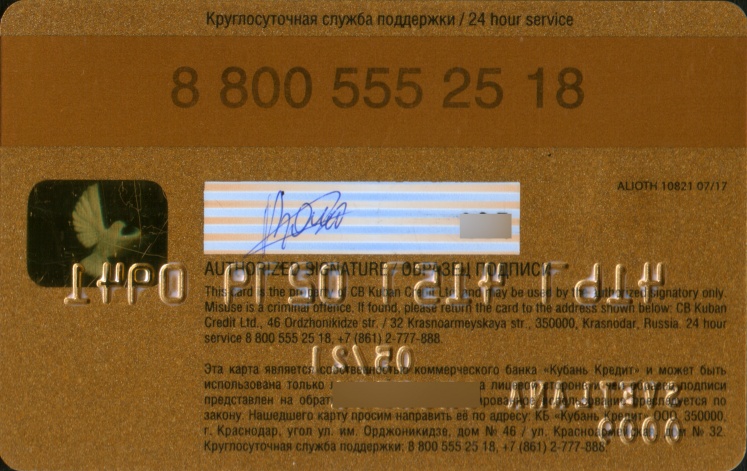 Круглосуточная служба поддержки / 24 hour service
8 800 555 25 18
ALIOTH 10821 07/17
AUTHORIZED SIGNATURE / ОБРАЗЕЦ ПОДПИСИ
This card is the property of CB Kuban Credit Ltd. and may be used by the authorized signatory only.
Misuse is a criminal offence. If found, please return the card to the address shown below: CB Kuban
Credit Ltd., 46 Ordzhonikidze str. / 32 Krasnoarmeyskaya str., 350000, Krasnodar, Russia. 24 hour
service 8 800 555 25 18, +7 (861) 2-777-888.
Эта карта является собственностью коммерческого банка «Кубань Кредит» и может быть
использована только лицевой стороне подписи
представлен на обрат
закону. Нашедшего карту просим направить её по адресу: КБ «Кубань Кредит» ООО, 350000,
г. Краснодар, угол ул. им. Орджоникидзе, дом № 46 / ул. Красноармейская, дом № 32.
Круглосуточная служба поддержки: 8 800 555 25 18, +7 (861) 2-777-888.